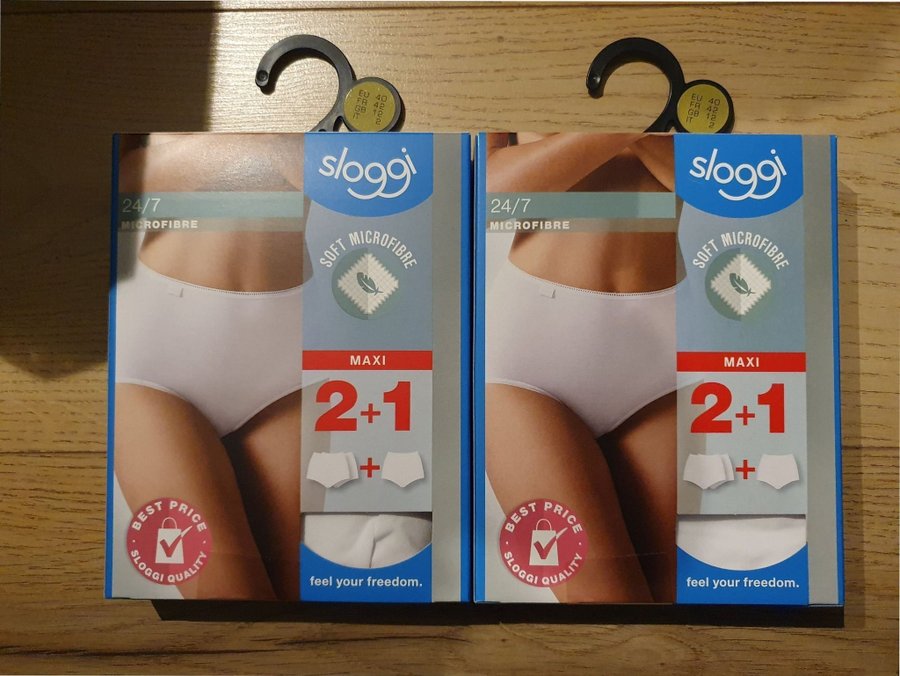 EU 40
FR 42
GB 12
IT 2
sloggi
24/7
MICROFIBRE
SOFT MICROFIBRE
MAXI
2+1
+
BEST PRICE
SLOGGI QUALITY
feel your freedom.
EU 40
FR 42
GB 12
IT 2
sloggi
24/7
MICROFIBRE
SOFT MICROFIBRE
MAXI
2+1
+
BEST PRICE
SLOGGI QUALITY
feel your freedom.